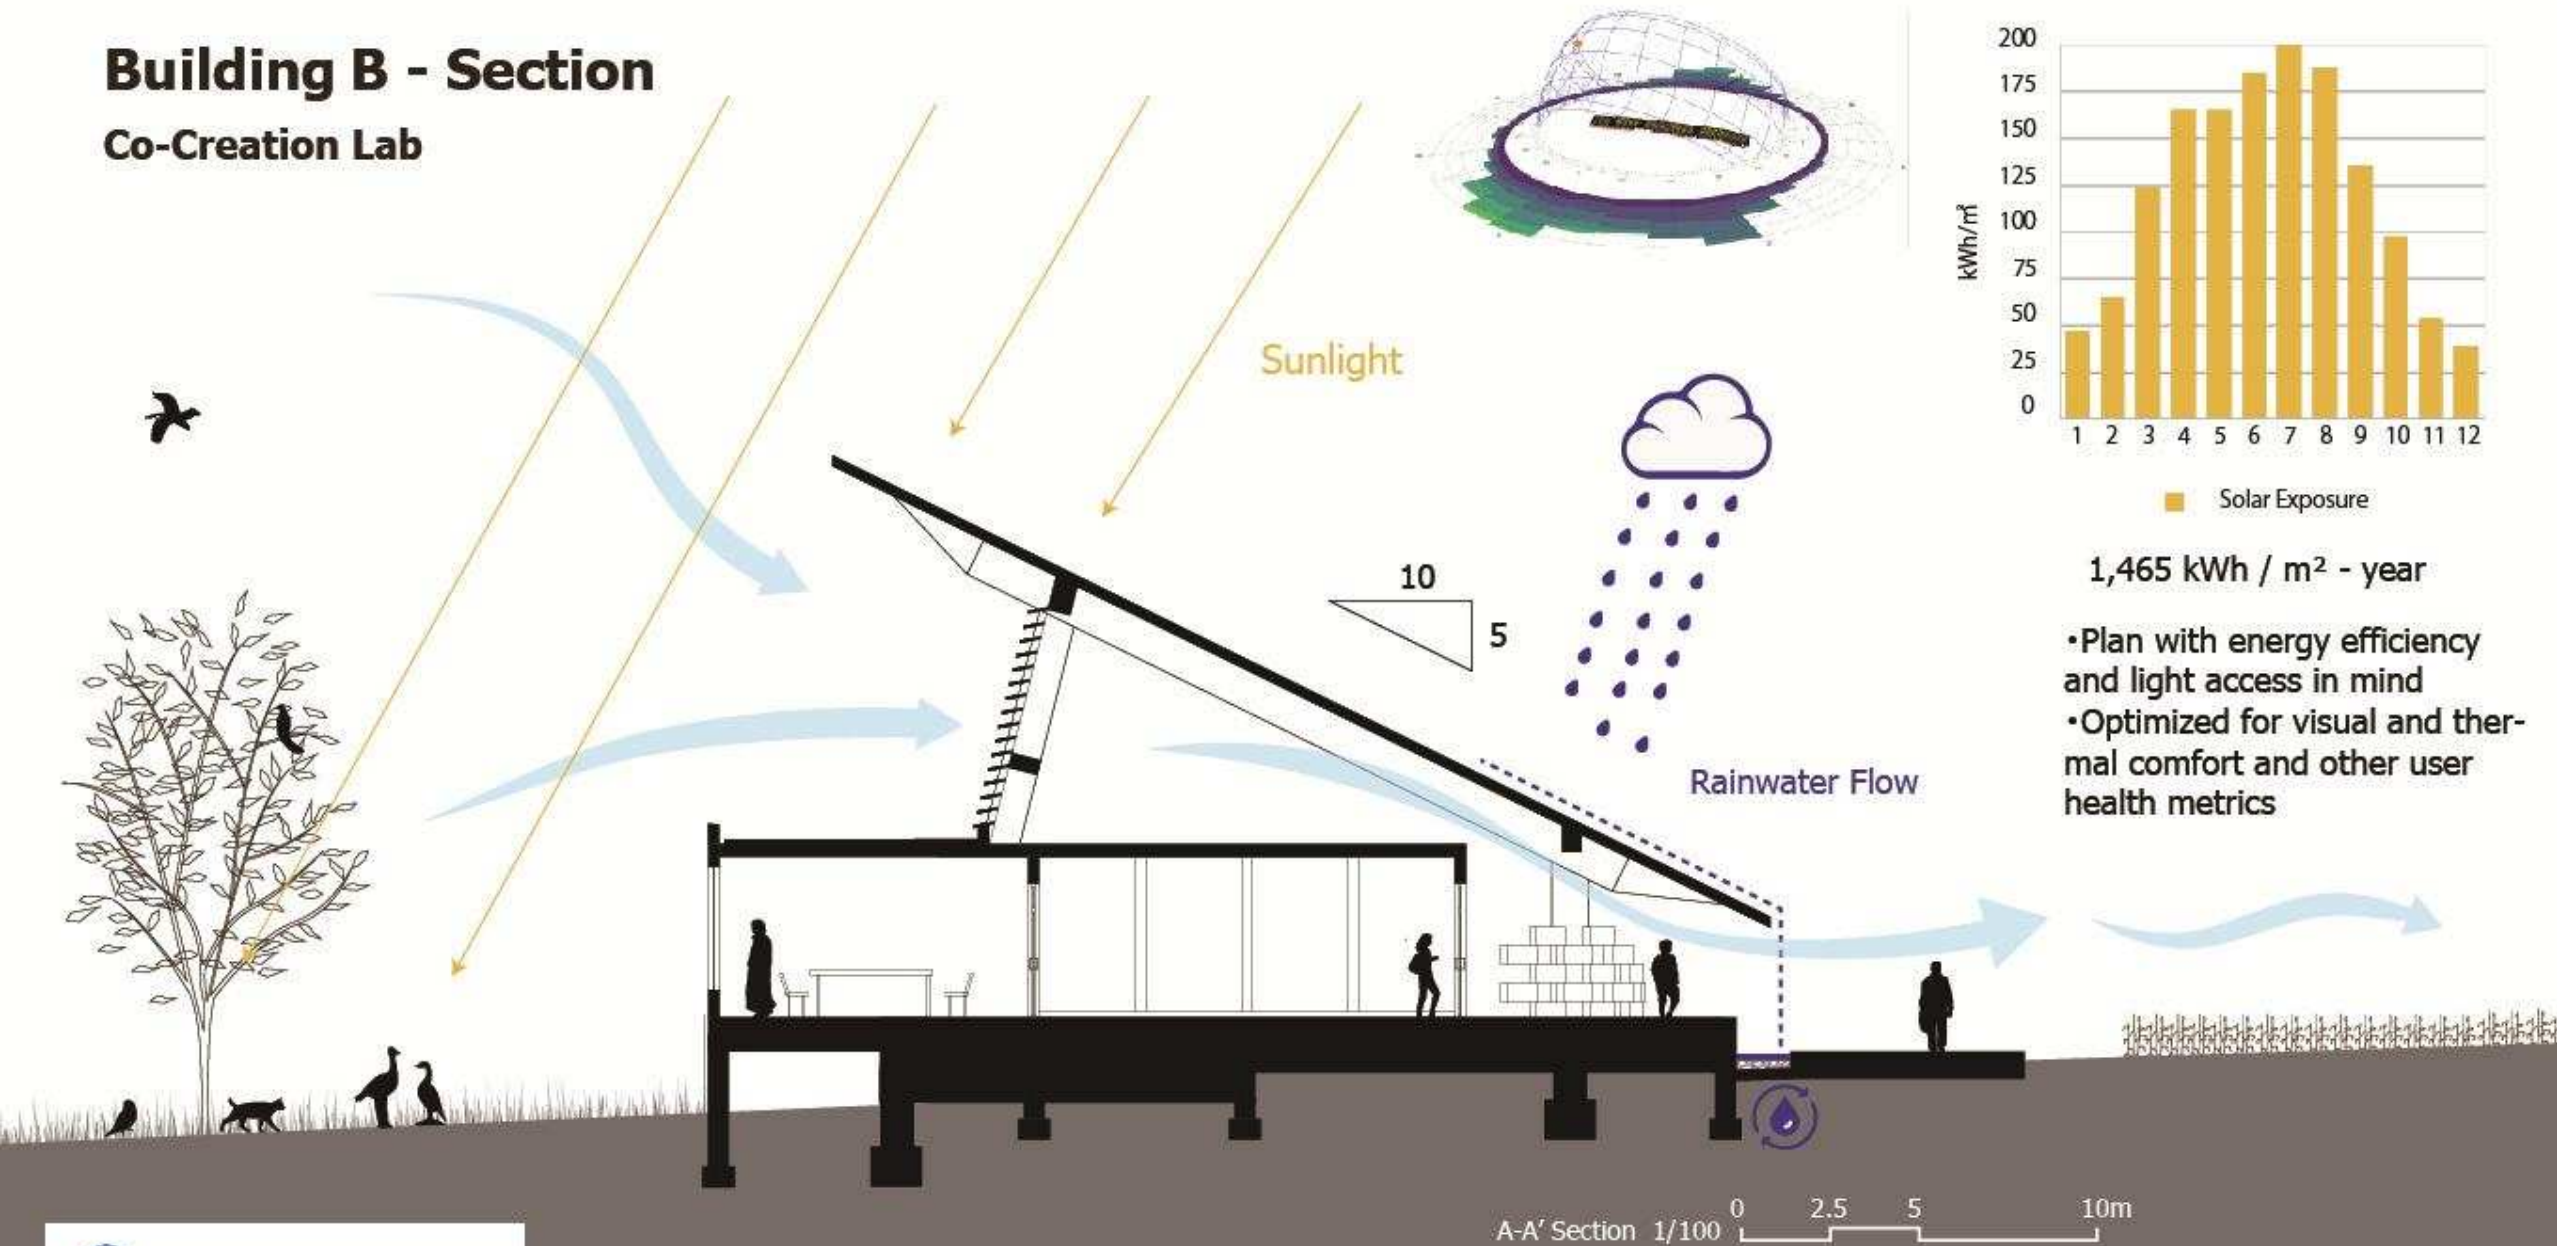 Building B - Section
Co-Creation Lab
Sunlight
10
5
Rainwater Flow
200
175
150
125
100
75
50
25
0
kWh/m²
1 2 3 4 5 6 7 8 9 10 11 12
Solar Exposure
1,465 kWh / m² - year
•Plan with energy efficiency
and light access in mind
•Optimized for visual and ther-
mal comfort and other user
health metrics
A-A' Section 1/100
0 2.5 5 10m